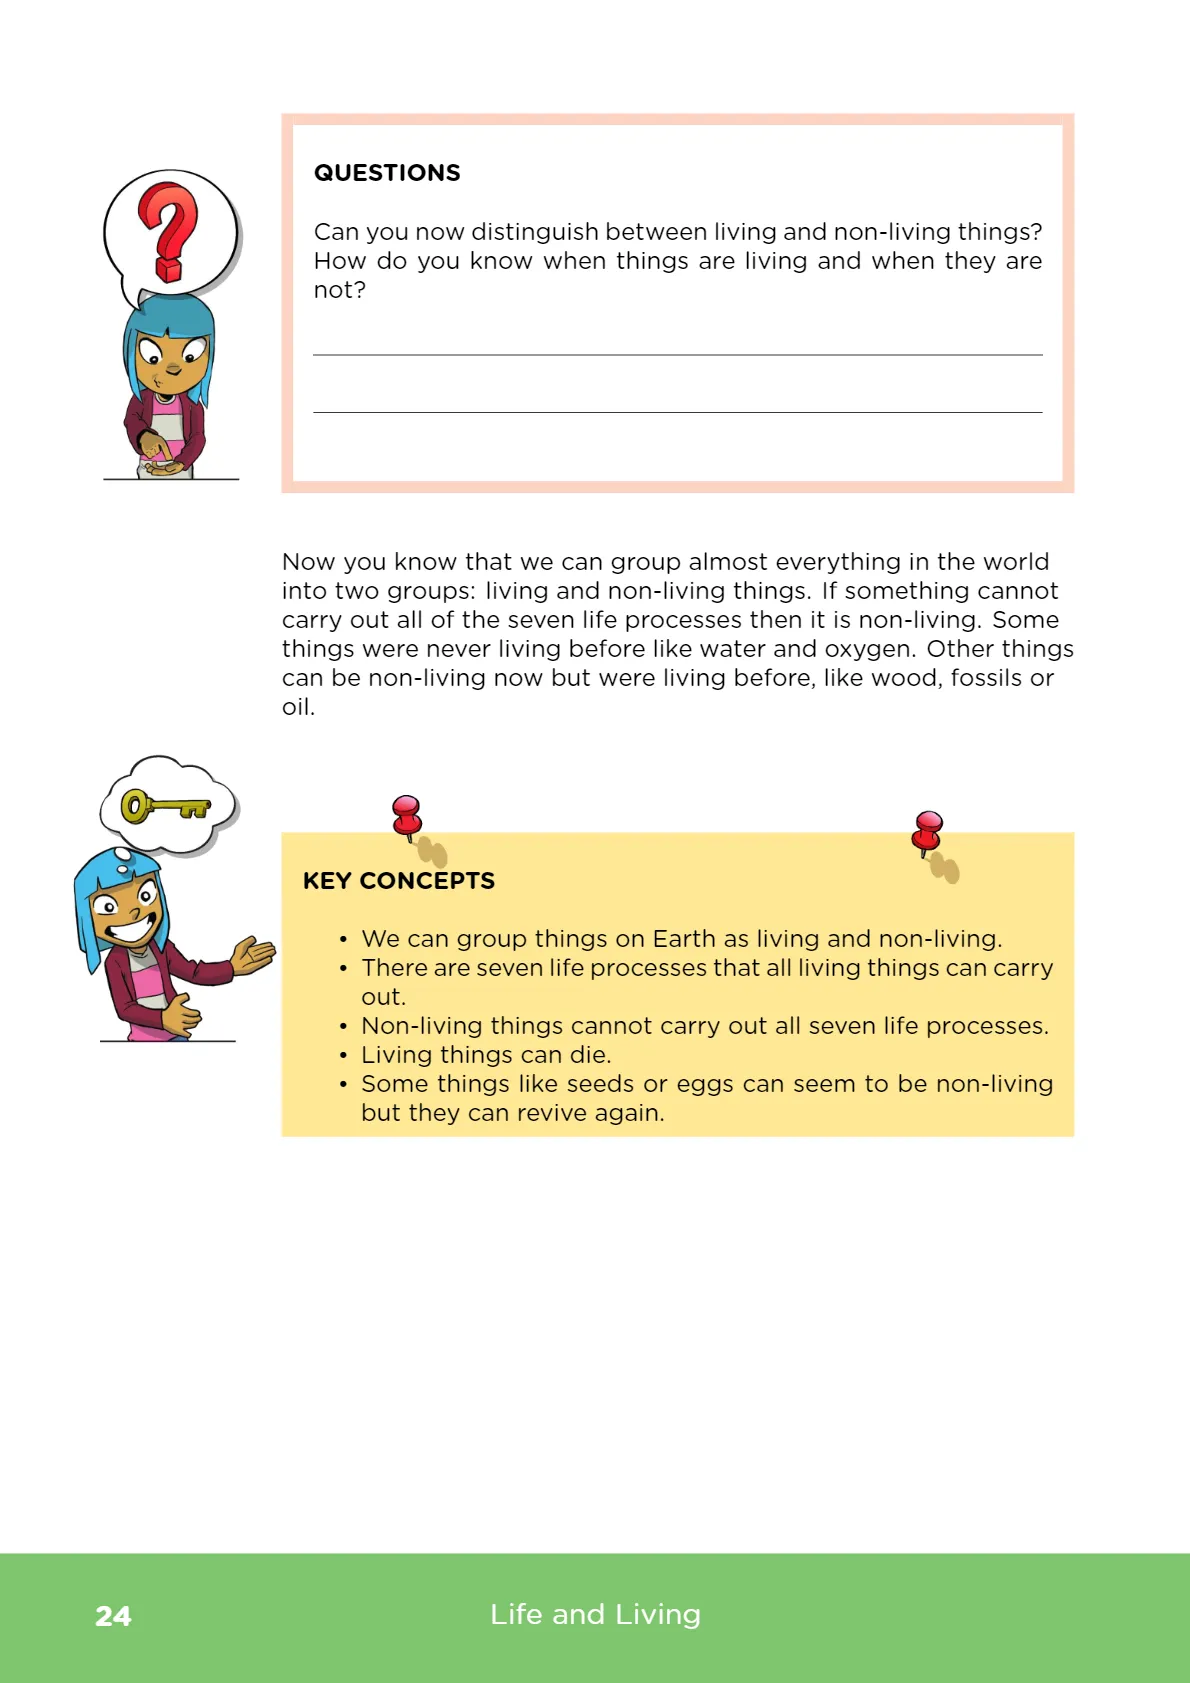 QUESTIONS
Can you now distinguish between living and non-living things?
How do you know when things are living and when they are
not?
Now you know that we can group almost everything in the world
into two groups: living and non-living things. If something cannot
carry out all of the seven life processes then it is non-living. Some
things were never living before like water and oxygen. Other things
can be non-living now but were living before, like wood, fossils or
oil.
KEY CONCEPTS
• We can group things on Earth as living and non-living.
• There are seven life processes that all living things can carry
out.
• Non-living things cannot carry out all seven life processes.
• Living things can die.
• Some things like seeds or eggs can seem to be non-living
but they can revive again.
24
Life and Living